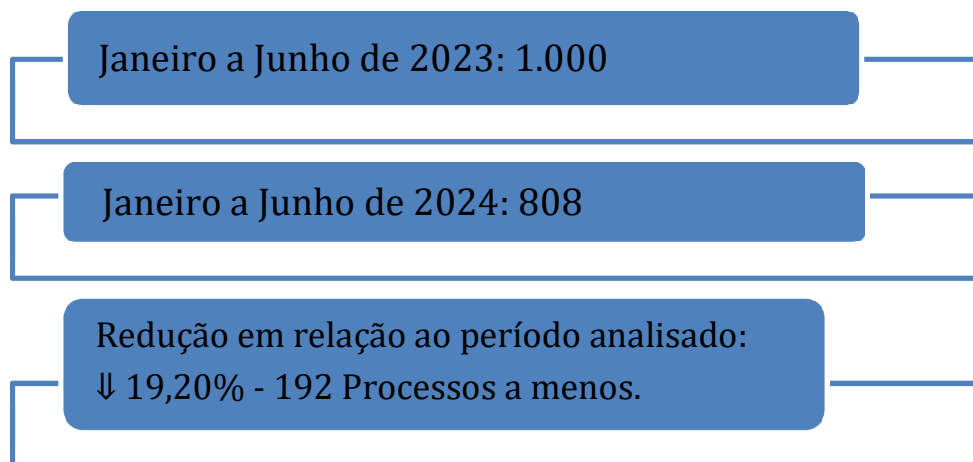 Janeiro a Junho de 2023: 1.000
Janeiro a Junho de 2024: 808
Redução em relação ao período analisado:
⇓ 19,20% - 192 Processos a menos.